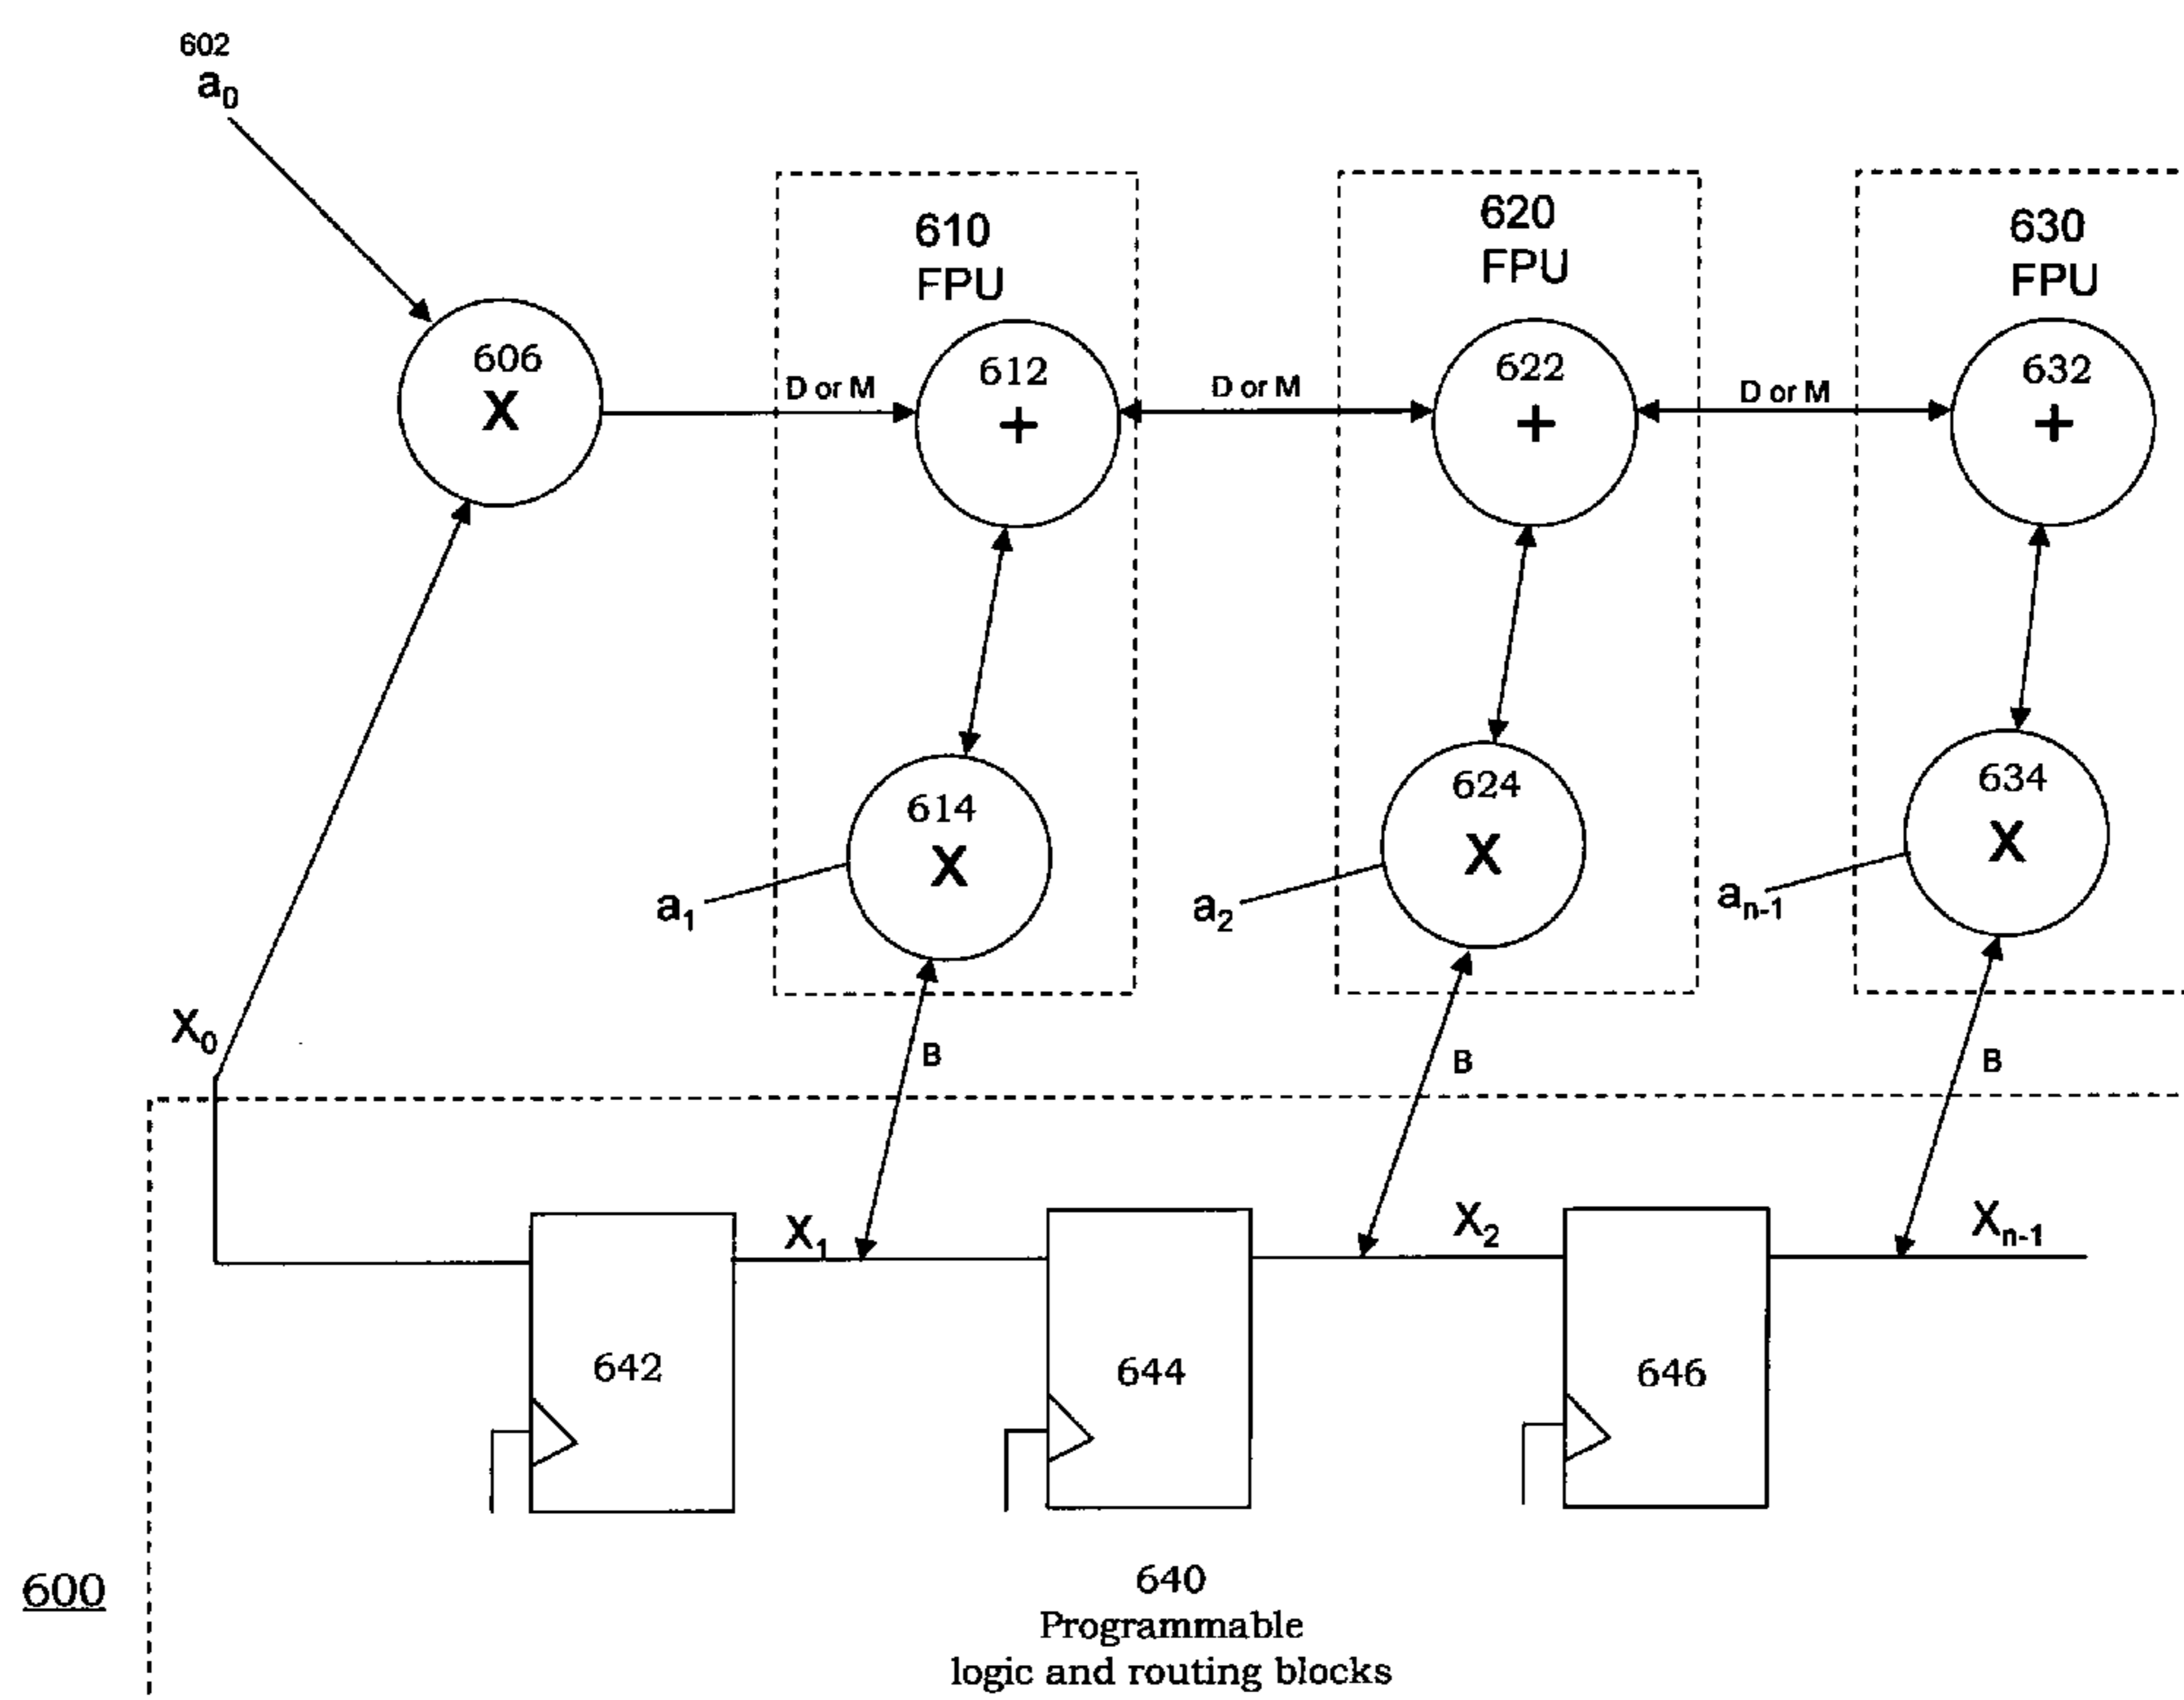 602
a0
610
FPU
620
FPU
630
FPU
606
X
D or M
612
+
D or M
622
+
D or M
632
+
614
X
624
X
634
X
a1
a2
an-1
X0
B
B
B
X1
X2
Xn-1
642
644
646
600
640
Programmable
logic and routing blocks